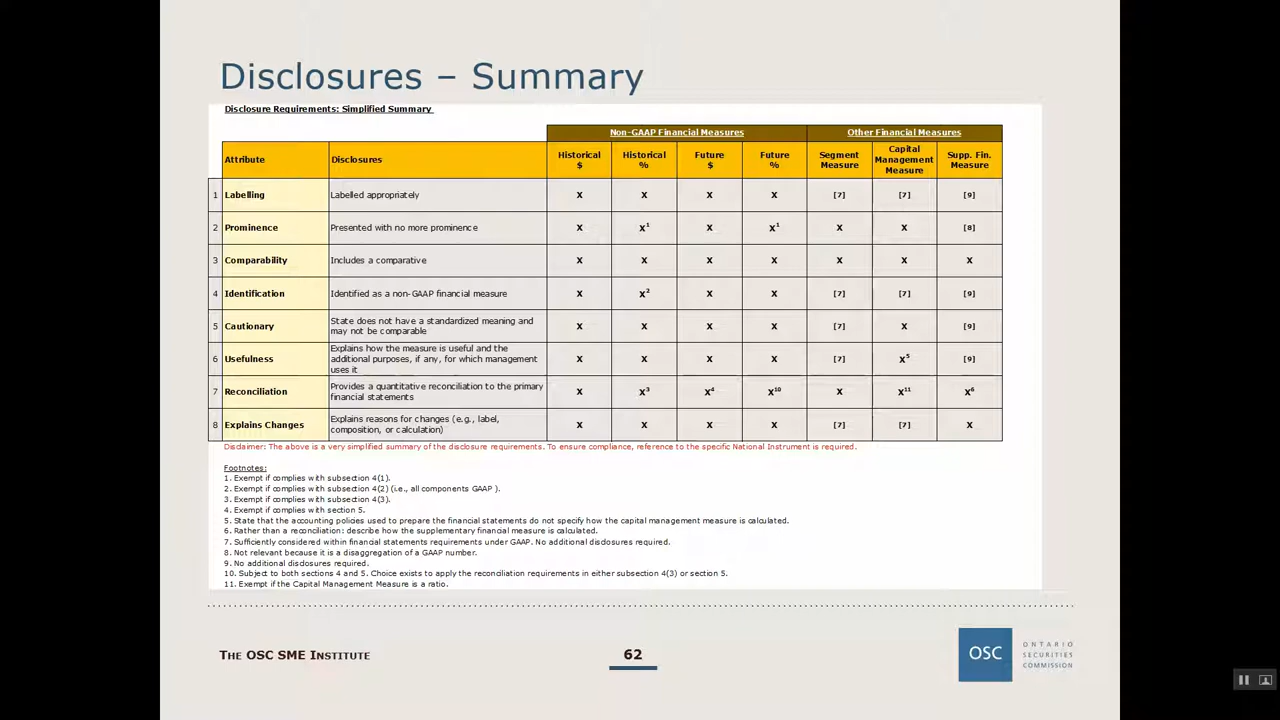 Disclosures – Summary
Disclosure Requirements: Simplified Summary
Non-GAAP Financial Measures Other Financial Measures
Attribute Disclosures Historical $ Historical % Future $ Future % Segment Measure Capital Management Measure Supp. Fin. Measure
1 Labelling Labelled appropriately X X X X [7] [7] [9]
2 Prominence Presented with no more prominence X X¹ X X¹ X X [8]
3 Comparability Includes a comparative X X X X X X X
4 Identification Identified as a non-GAAP financial measure X X² X X [7] [7] [9]
5 Cautionary State does not have a standardized meaning and may not be comparable X X X X [7] X [9]
6 Usefulness Explains how the measure is useful and the additional purposes, if any, for which management uses it X X X X [7] X⁵ [9]
7 Reconciliation Provides a quantitative reconciliation to the primary financial statements X X³ X⁴ X¹⁰ X X¹¹ X⁶
8 Explains Changes Explains reasons for changes (e.g., label, composition, or calculation) X X X X [7] [7] X
Disclaimer: The above is a very simplified summary of the disclosure requirements. To ensure compliance, reference to the specific National Instrument is required.
Footnotes:
1. Exempt if complies with subsection 4(1).
2. Exempt if complies with subsection 4(2) (i.e., all components GAAP ).
3. Exempt if complies with subsection 4(3).
4. Exempt if complies with section 5.
5. State that the accounting policies used to prepare the financial statements do not specify how the capital management measure is calculated.
6. Rather than a reconciliation: describe how the supplementary financial measure is calculated.
7. Sufficiently considered within financial statements requirements under GAAP. No additional disclosures required.
8. Not relevant because it is a disaggregation of a GAAP number.
9. No additional disclosures required.
10. Subject to both sections 4 and 5. Choice exists to apply the reconciliation requirements in either subsection 4(3) or section 5.
11. Exempt if the Capital Management Measure is a ratio.
THE OSC SME INSTITUTE
62
OSC
ONTARIO
SECURITIES
COMMISSION